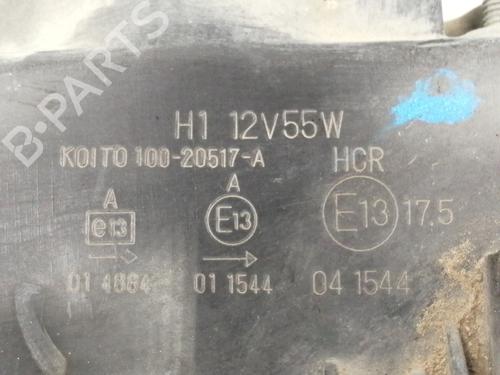 H1 12V55W
KOITO 100-20517-A HCR
A A
e13 E13 E13 17.5
01 4884 01 1544 04 1544
B-PARTS